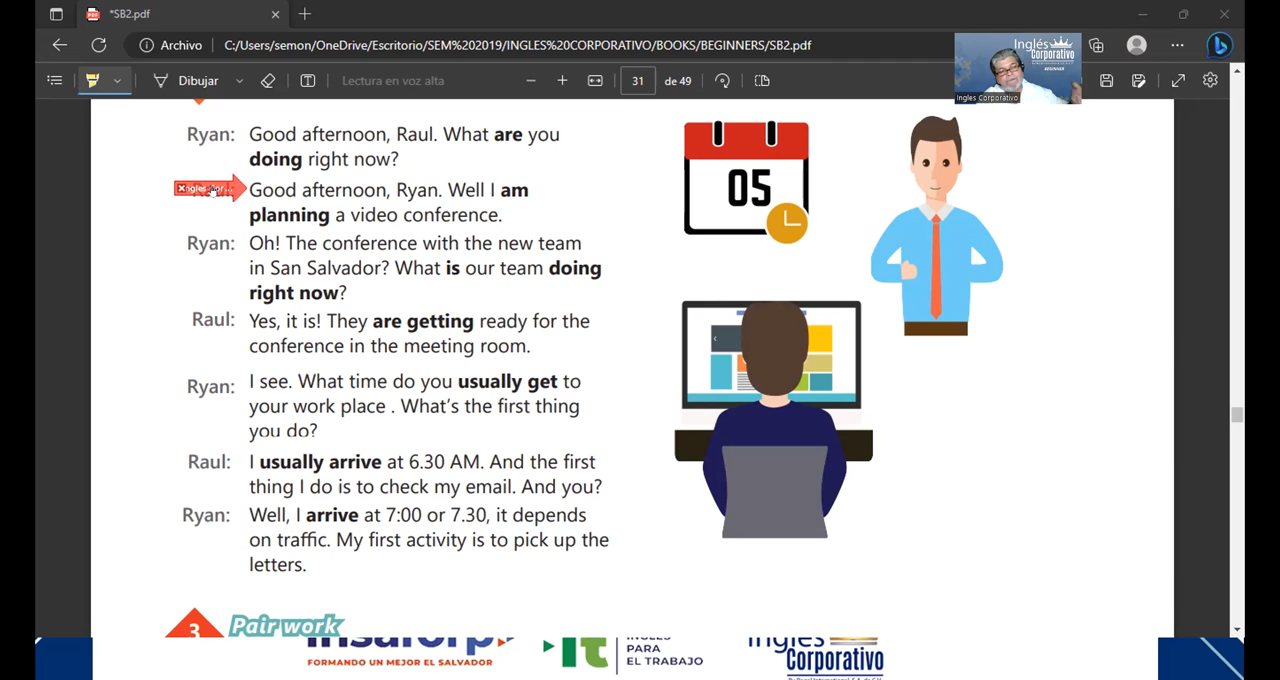 *SB2.pdf
Archivo
C:/Users/semon/OneDrive/Escritorio/SEM%202019/INGLES%20CORPORATIVO/BOOKS/BEGINNERS/SB2.pdf
Dibujar
Lectura en voz alta
31
de 49
Inglés
Corporativo
BEGINNER
Ingles Corporativo
Ryan: Good afternoon, Raul. What are you
doing right now?
Good afternoon, Ryan. Well I am
planning a video conference.
Ryan: Oh! The conference with the new team
in San Salvador? What is our team doing
right now?
Raul: Yes, it is! They are getting ready for the
conference in the meeting room.
Ryan: I see. What time do you usually get to
your work place . What's the first thing
you do?
Raul: I usually arrive at 6.30 AM. And the first
thing I do is to check my email. And you?
Ryan: Well, I arrive at 7:00 or 7.30, it depends
on traffic. My first activity is to pick up the
letters.
05
3 Pair work
insaforp
FORMANDO UN MEJOR EL SALVADOR
it
INGLÉS
PARA
EL TRABAJO
Inglés
Corporativo